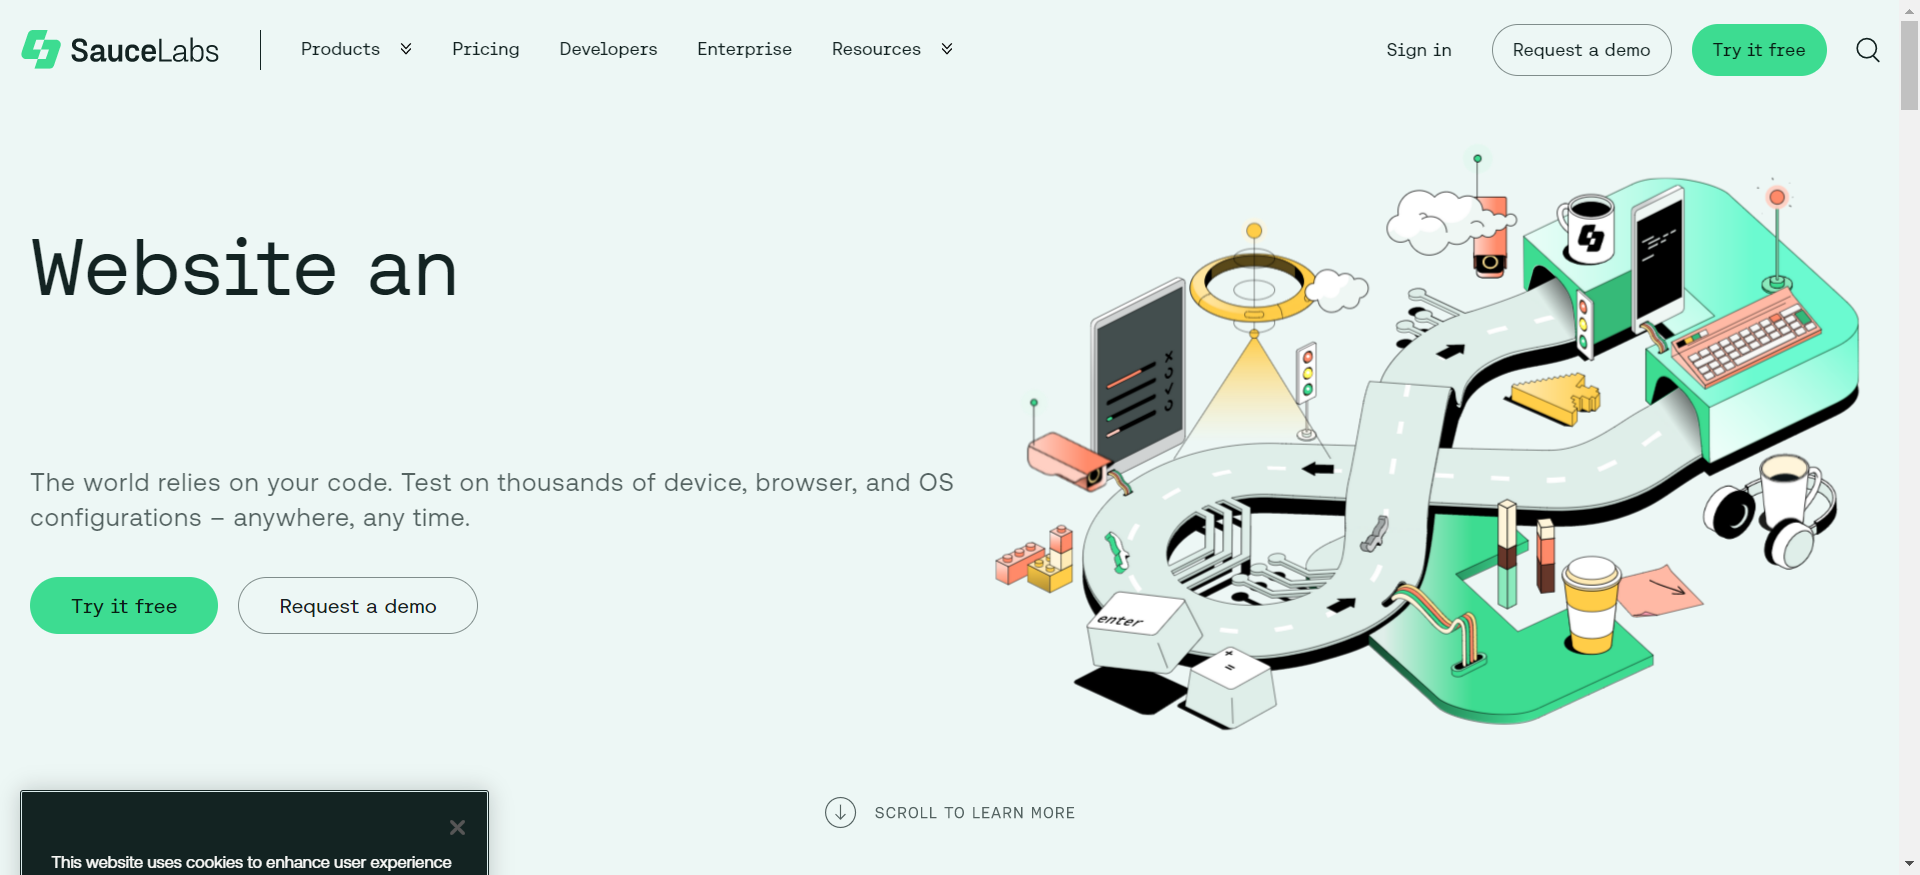 SauceLabs
Products
Pricing
Developers
Enterprise
Resources
Sign in
Request a demo
Try it free
Website an
The world relies on your code. Test on thousands of device, browser, and OS
configurations – anywhere, any time.
Try it free
Request a demo
enter
+
=
SCROLL TO LEARN MORE
This website uses cookies to enhance user experience